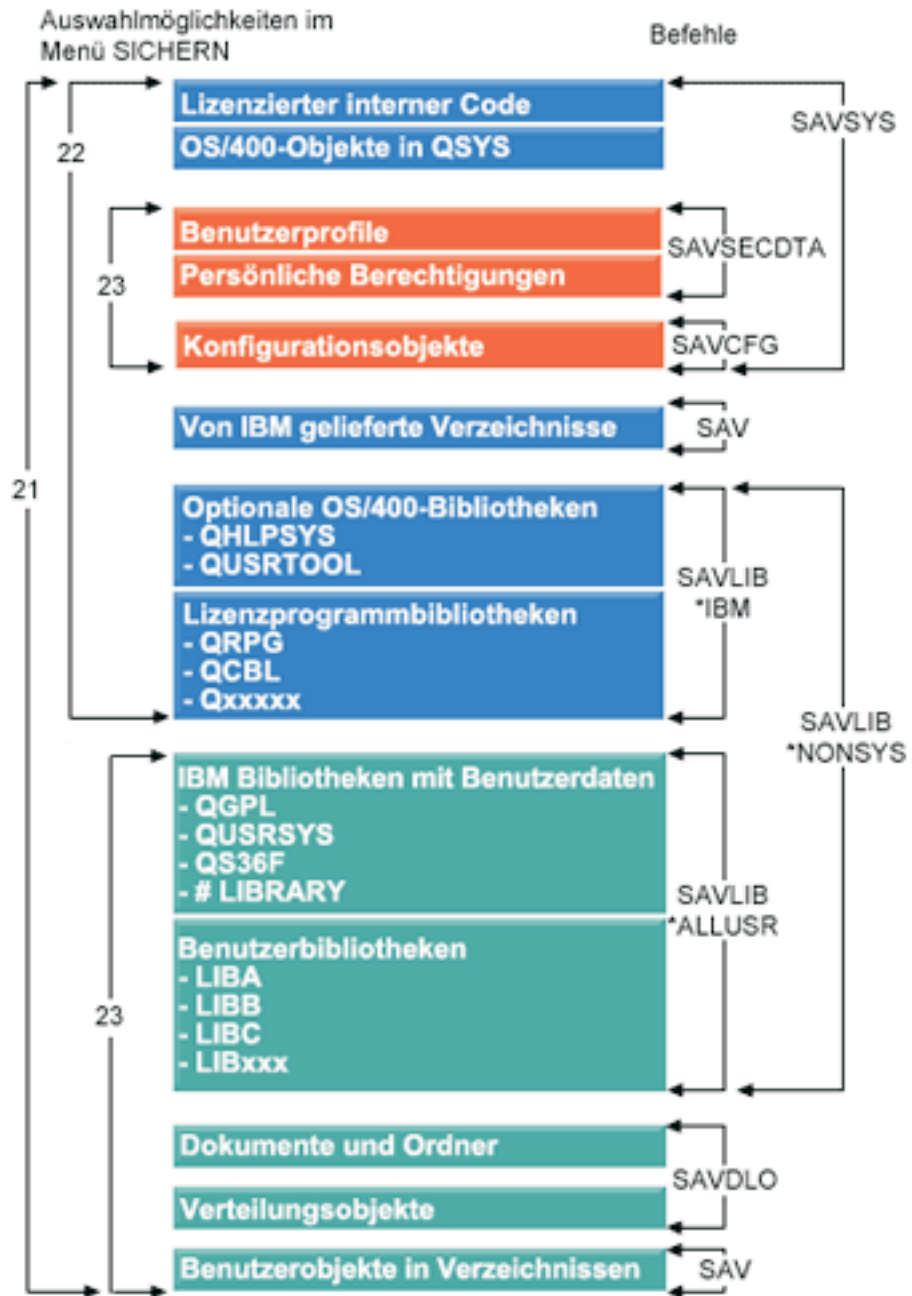 Auswahlmöglichkeiten im
Menü SICHERN
Befehle
Lizenzierter interner Code
OS/400-Objekte in QSYS
SAVSYS
22
Benutzerprofile
Persönliche Berechtigungen
SAVSECDTA
23
Konfigurationsobjekte
SAVCFG
Von IBM gelieferte Verzeichnisse
SAV
21
Optionale OS/400-Bibliotheken
- QHLPSYS
- QUSRTOOL
SAVLIB
*IBM
Lizenzprogrammbibliotheken
- QRPG
- QCBL
- Qxxxxx
SAVLIB
*NONSYS
IBM Bibliotheken mit Benutzerdaten
- QGPL
- QUSRSYS
- QS36F
- # LIBRARY
SAVLIB
*ALLUSR
Benutzerbibliotheken
- LIBA
- LIBB
- LIBC
- LIBxxx
23
Dokumente und Ordner
SAVDLO
Verteilungsobjekte
Benutzerobjekte in Verzeichnissen
SAV